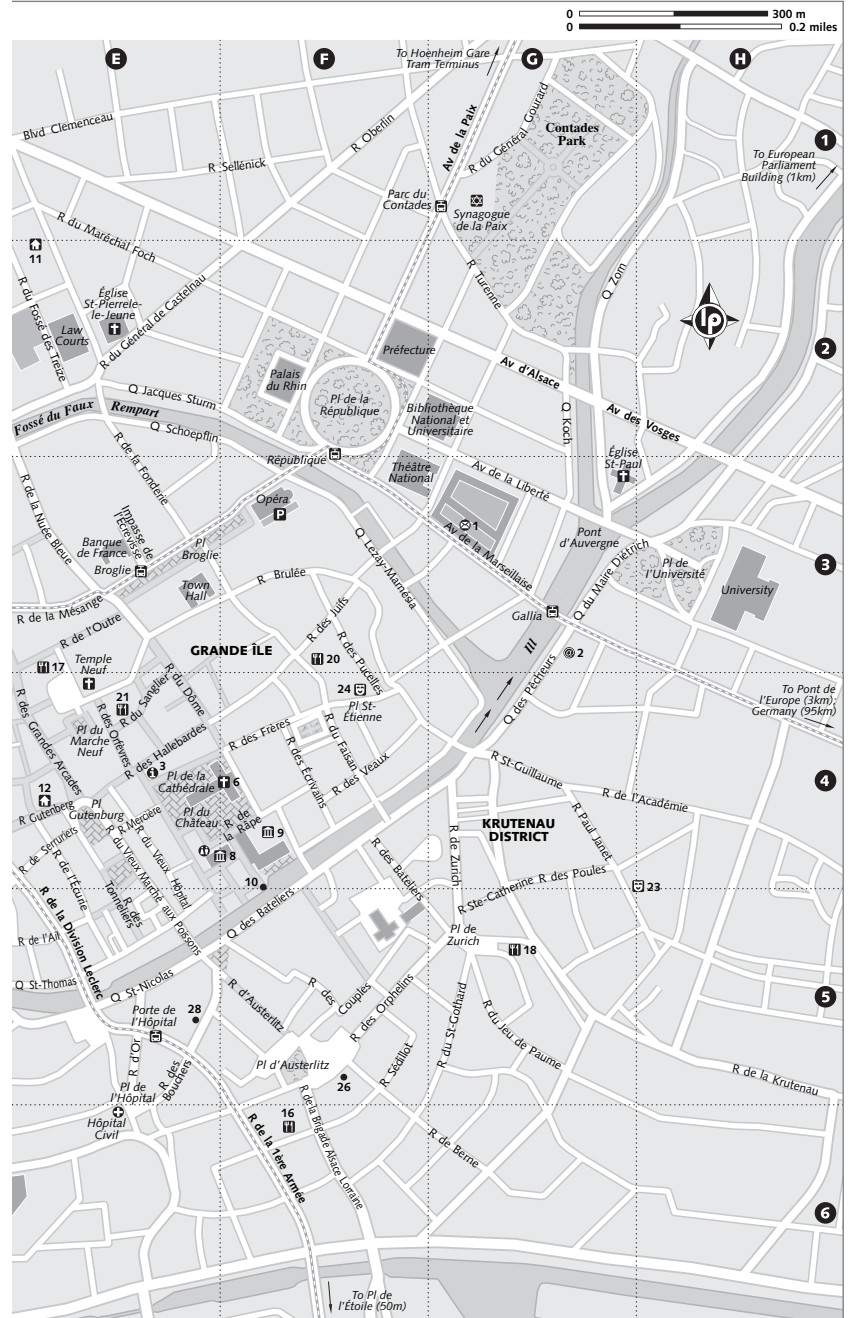 0 300 m
0 0.2 miles
E
F
G
H
To Hoenheim Gare
Tram Terminus
Blvd Clemenceau
R Oberlin
Av de la Paix
R du Général Gourard
Contades
Park
1
To European
Parliament
Building (1km)
R Sellénick
Parc du
Contades
Synagogue
de la Paix
R du Maréchal Foch
11
R Turenne
Q Zorn
lp
R du Fossé des Treize
Église
St-Pierrele-
le-Jeune
Law
Courts
R du Général de Castelnau
Préfecture
2
Palais
du Rhin
Pl de la
République
Av d'Alsace
Q Jacques Sturm
Bibliothèque
National et
Universitaire
Q Koch
Av des Vosges
Fossé du Faux Rempart
Q Schoepflin
R de la Fonderie
République
Théâtre
National
Av de la Liberté
Église
St-Paul
R de la Nuée Bleue
Opéra
P
Impasse de
l'Écrevisse
Banque
de France
Pl
Broglie
Broglie
1
Av de la Marseillaise
Q Lezay-Marnésia
Pont
d'Auvergne
Q du Maire Diétrich
Pl de
l'Université
University
3
R Brulée
Town
Hall
R de la Mésange
R de l'Outre
Gallia
R des Juifs
GRANDE ÎLE
Ill
@ 2
17
Temple
Neuf
20
R des Pucelles
R du Sanglier
R du Dôme
21
24
Pl St-
Étienne
Q des Pêcheurs
To Pont de
l'Europe (3km);
Germany (95km)
R des Grandes Arcades
Pl du
Marche
Neuf
R des Orfèvres
R des Hallebardes
R des Frères
R du Faisan
R des Écrivains
R des Veaux
R St-Guillaume
3
Pl de la
Cathédrale
6
4
12
R Gutenberg
Pl
Gutenburg
R Mercière
Pl du
Château
R de
la Râpe
9
R de l'Académie
KRUTENAU
DISTRICT
R Paul Janet
R de Serruriers
R du Vieux Hôpital
R du Vieux Marché aux Poissons
8
R des Bateliers
R de Zurich
R de l'Écurie
R des
Tonneliers
10
R Ste-Catherine
R des Poules
23
R de la Division Leclerc
Q des Bateliers
R de l'Ail
Pl de
Zurich
18
Q St-Thomas
Q St-Nicolas
R d'Austerlitz
R des
Couples
R des Orphelins
5
Porte de
l'Hôpital
28
R du St-Gothard
R du Jeu de Paume
R d'Or
R des
Bouchers
Pl d'Austerlitz
26
R Sédillot
R de la Krutenau
Pl de
l'Hôpital
Hôpital
Civil
16
R de la Brigade Alsace Lorraine
R de la 1ère Armée
R de Berne
6
To Pl de
l'Étoile (50m)